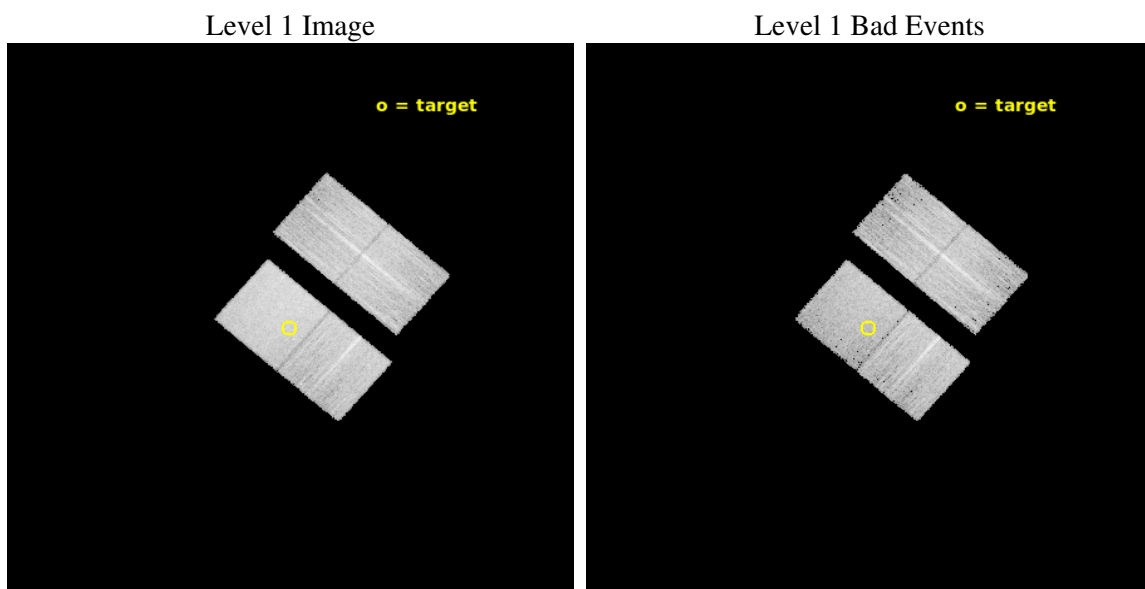 Level 1 Image
Level 1 Bad Events
o = target
o = target